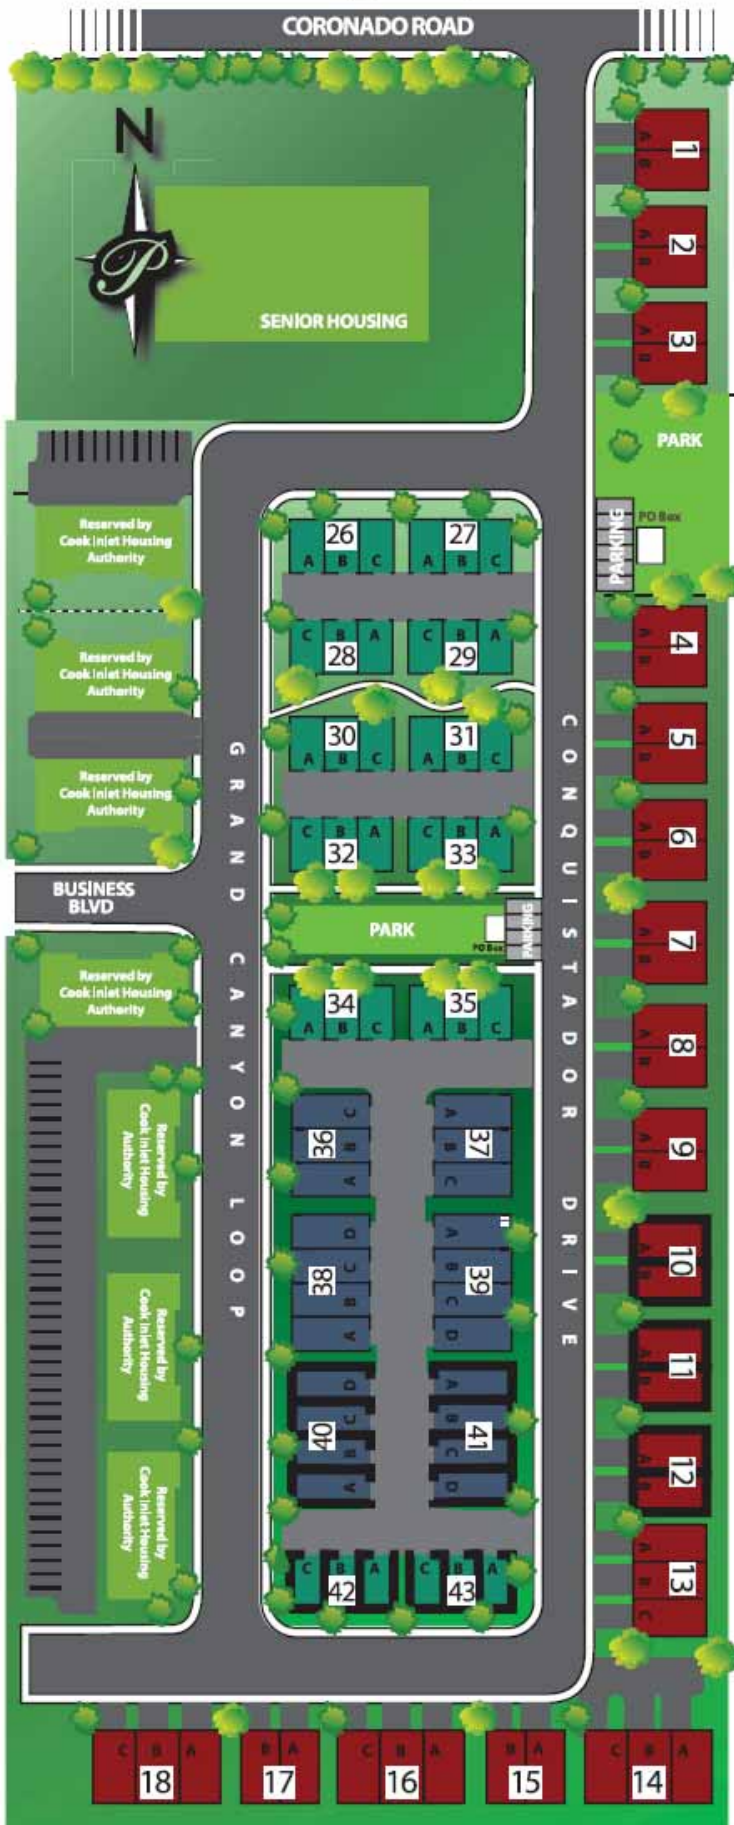 CORONADO ROAD
N
P
SENIOR HOUSING
1
A B
2
A B
3
A B
PARK
PO Box
PARKING
Reserved by
Cook Inlet Housing
Authority
26
A B C
27
A B C
C B A
28
C B A
29
4
A B
Reserved by
Cook Inlet Housing
Authority
30
A B C
31
A B C
5
A B
Reserved by
Cook Inlet Housing
Authority
C B A
32
C B A
33
6
A B
GRAND CANYON LOOP
CONQUISTADOR DRIVE
BUSINESS
BLVD
PARK
PO Box
PARKING
7
A B
Reserved by
Cook Inlet Housing
Authority
34
A B C
35
A B C
8
A B
Reserved by
Cook Inlet Housing
Authority
C B A
36
37
A B C
9
A B
Reserved by
Cook Inlet Housing
Authority
D C B A
38
39
A B C D
10
A B
11
A B
Reserved by
Cook Inlet Housing
Authority
D C B A
40
41
A B C D
12
A B
C B A
42
C B A
43
13
A B C
C B A
18
B A
17
C B A
16
B A
15
C B A
14